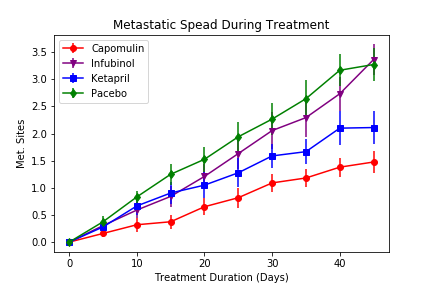 Metastatic Spead During Treatment
Capomulin
Infubinol
Ketapril
Pacebo
Met. Sites
3.5
3.0
2.5
2.0
1.5
1.0
0.5
0.0
0
10
20
30
40
Treatment Duration (Days)